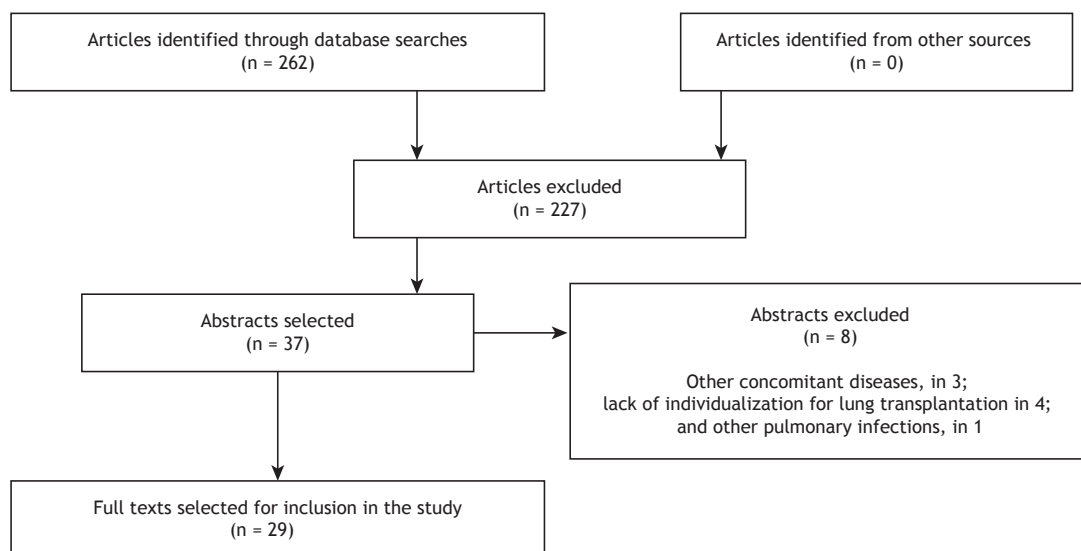 Articles identified through database searches
(n = 262)
Articles identified from other sources
(n = 0)
Articles excluded
(n = 227)
Abstracts selected
(n = 37)
Abstracts excluded
(n = 8)
Other concomitant diseases, in 3;
lack of individualization for lung transplantation in 4;
and other pulmonary infections, in 1
Full texts selected for inclusion in the study
(n = 29)